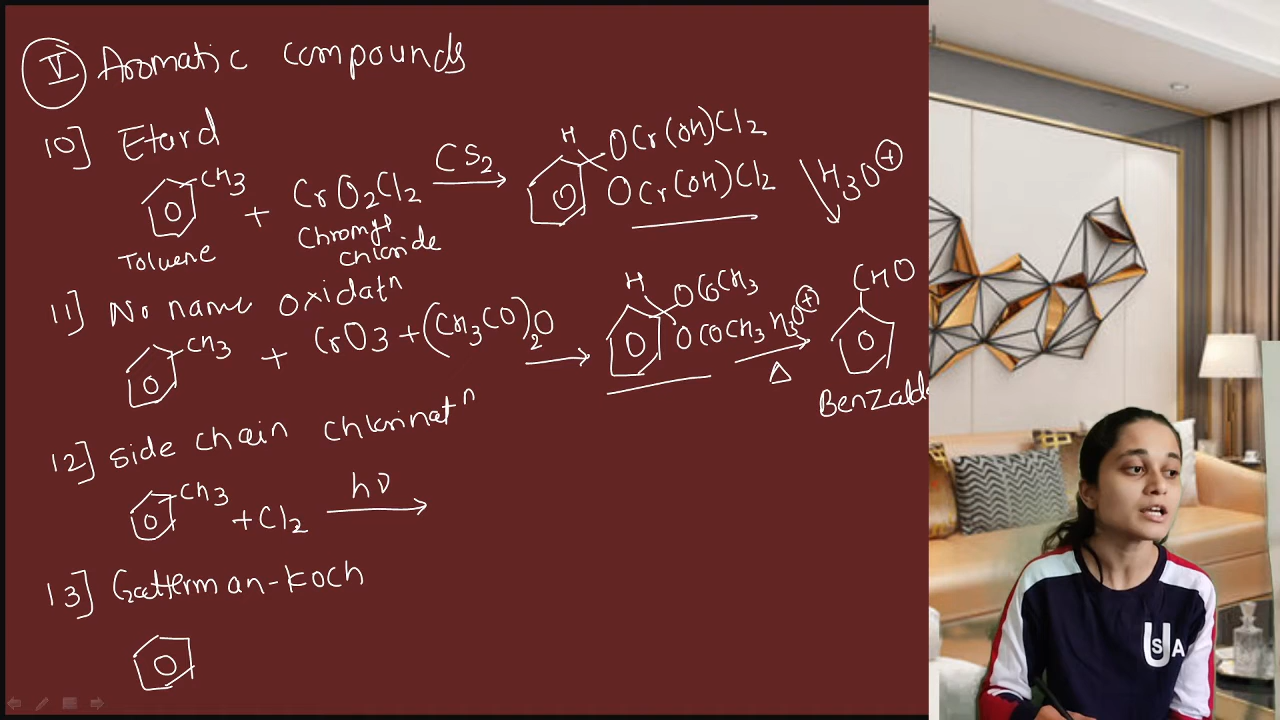 V Aromatic compounds
10] Etard
CH3 + CrO2Cl2 CS2 H OCr(OH)Cl2
OCr(OH)Cl2 H3O+
Toluene Chromyl chloride
11] No name oxidatn
CH3 + CrO3 + (CH3CO)2O H OCOCH3
OCOCH3 H3O+ Δ CHO
Benzalde
12] Side chain chlorinatn
CH3 + Cl2 hν
13] Gatterman-Koch
USA